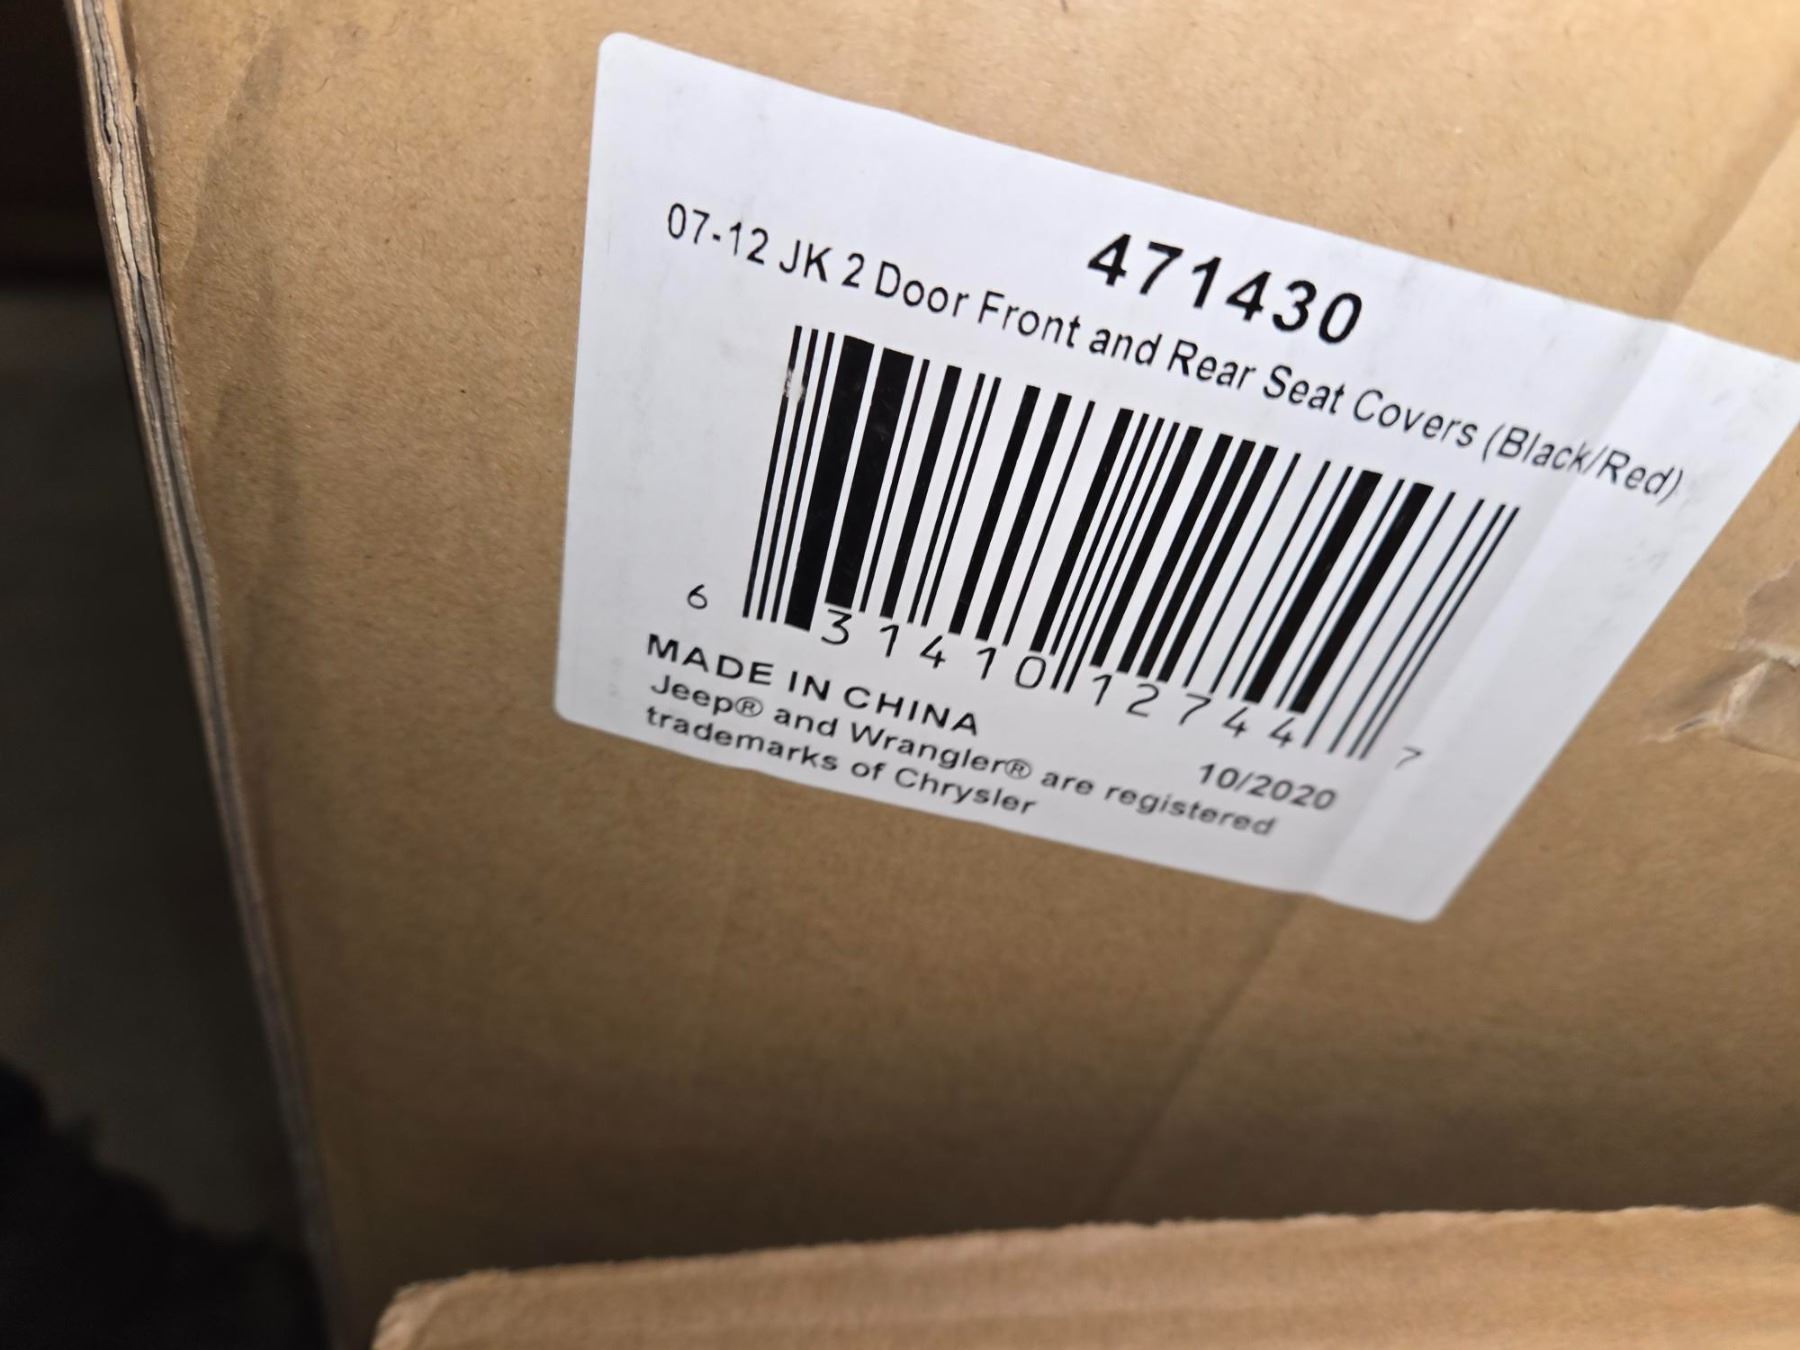 471430
07-12 JK 2 Door Front and Rear Seat Covers (Black/Red)
6 31410 12744 7
MADE IN CHINA
10/2020
Jeep® and Wrangler® are registered
trademarks of Chrysler